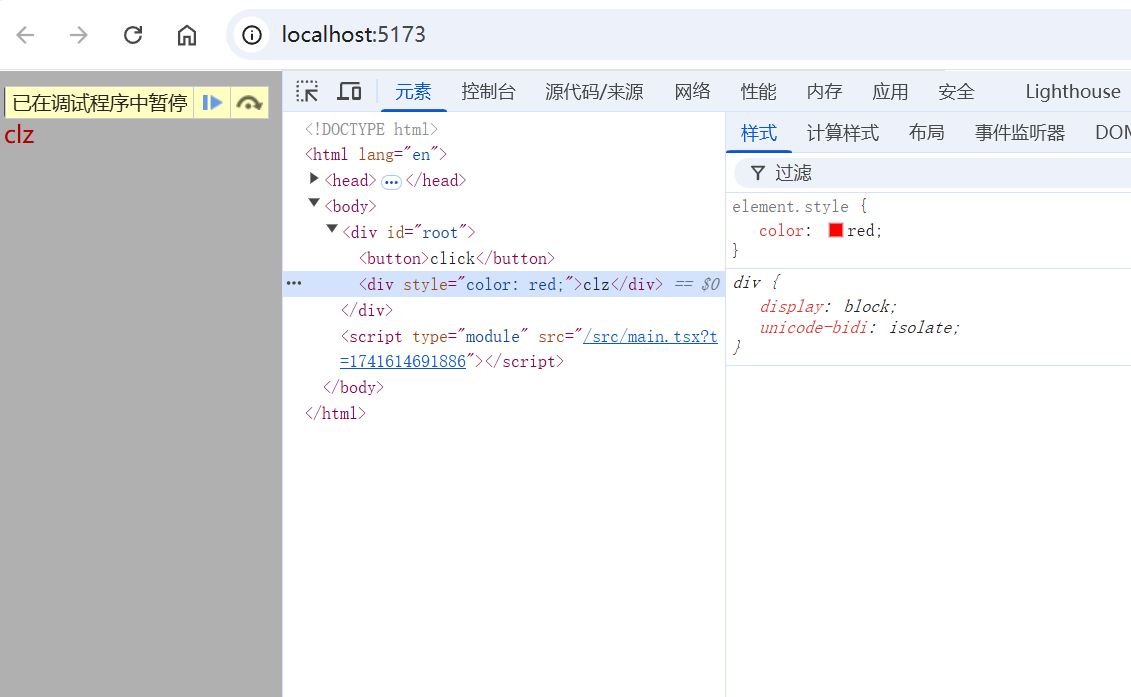 localhost:5173
已在调试程序中暂停
clz
元素 控制台 源代码/来源 网络 性能 内存 应用 安全 Lighthouse
<!DOCTYPE html>
<html lang="en">
<head> … </head>
<body>
<div id="root">
<button>click</button>
… <div style="color: red;">clz</div> == $0
</div>
<script type="module" src="/src/main.tsx?t
=1741614691886"></script>
</body>
</html>
样式 计算样式 布局 事件监听器 DOM
过滤
element.style {
color: red;
}
div {
display: block;
unicode-bidi: isolate;
}